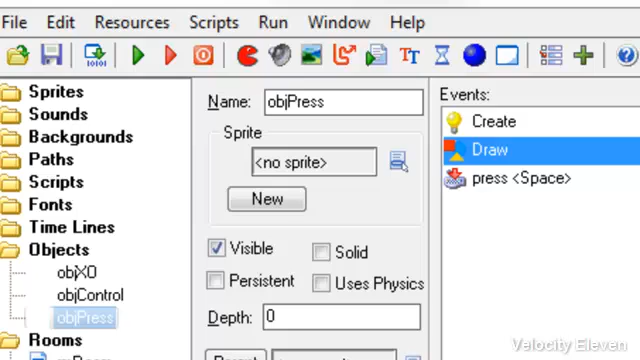 File Edit Resources Scripts Run Window Help
Sprites
Sounds
Backgrounds
Paths
Scripts
Fonts
Time Lines
Objects
objXO
objControl
objPress
Rooms
Name: objPress
Sprite
<no sprite>
New
Visible
Solid
Persistent
Uses Physics
Depth: 0
Events:
Create
Draw
press <Space>
Velocity Eleven